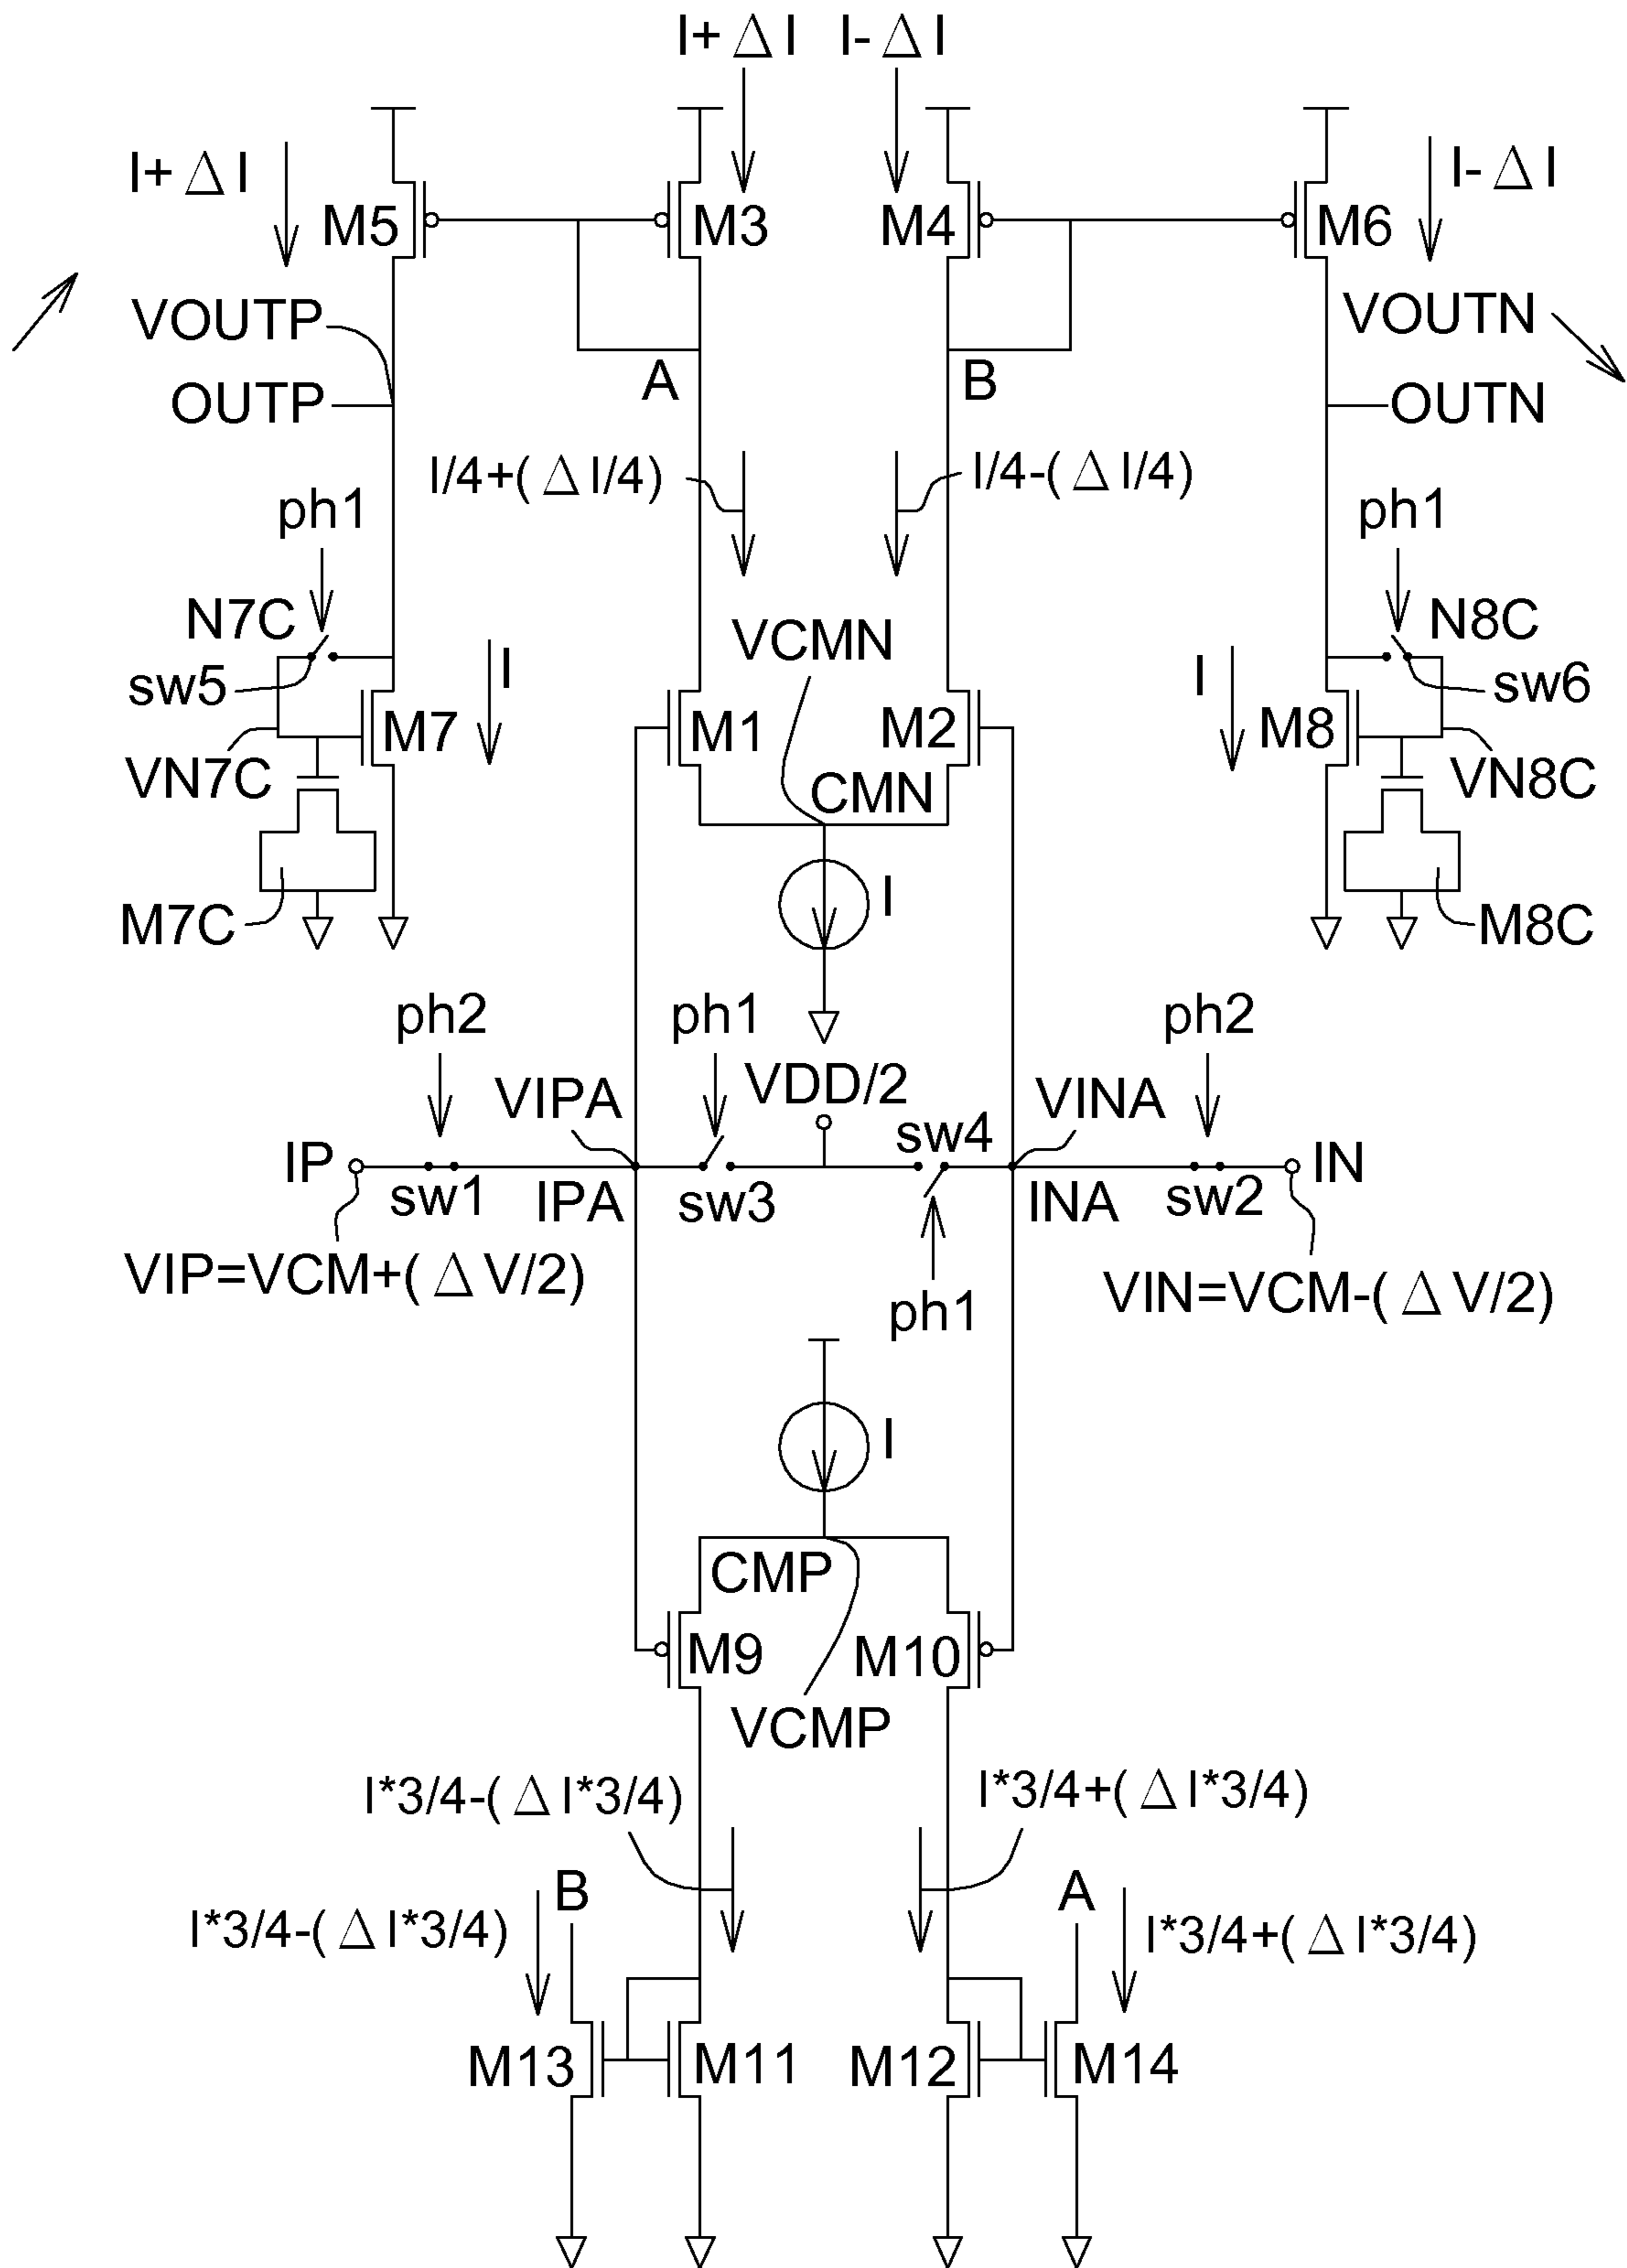 I+ΔI I-ΔI
I+ΔI I-ΔI
M5 M3 M4 M6
VOUTP VOUTN
A B
OUTP OUTN
I/4+(ΔI/4) I/4-(ΔI/4)
ph1 ph1
N7C VCMN N8C
sw5 I I sw6
M7 M1 M2 M8
VN7C CMN VN8C
M7C I M8C
ph2 ph1 ph2
VDD/2
VIPA VINA
sw4
IP IN
sw1 IPA sw3 INA sw2
VIP=VCM+(ΔV/2) VIN=VCM-(ΔV/2)
ph1
I
CMP
M9 M10
VCMP
I*3/4-(ΔI*3/4) I*3/4+(ΔI*3/4)
B A
I*3/4-(ΔI*3/4) I*3/4+(ΔI*3/4)
M13 M11 M12 M14